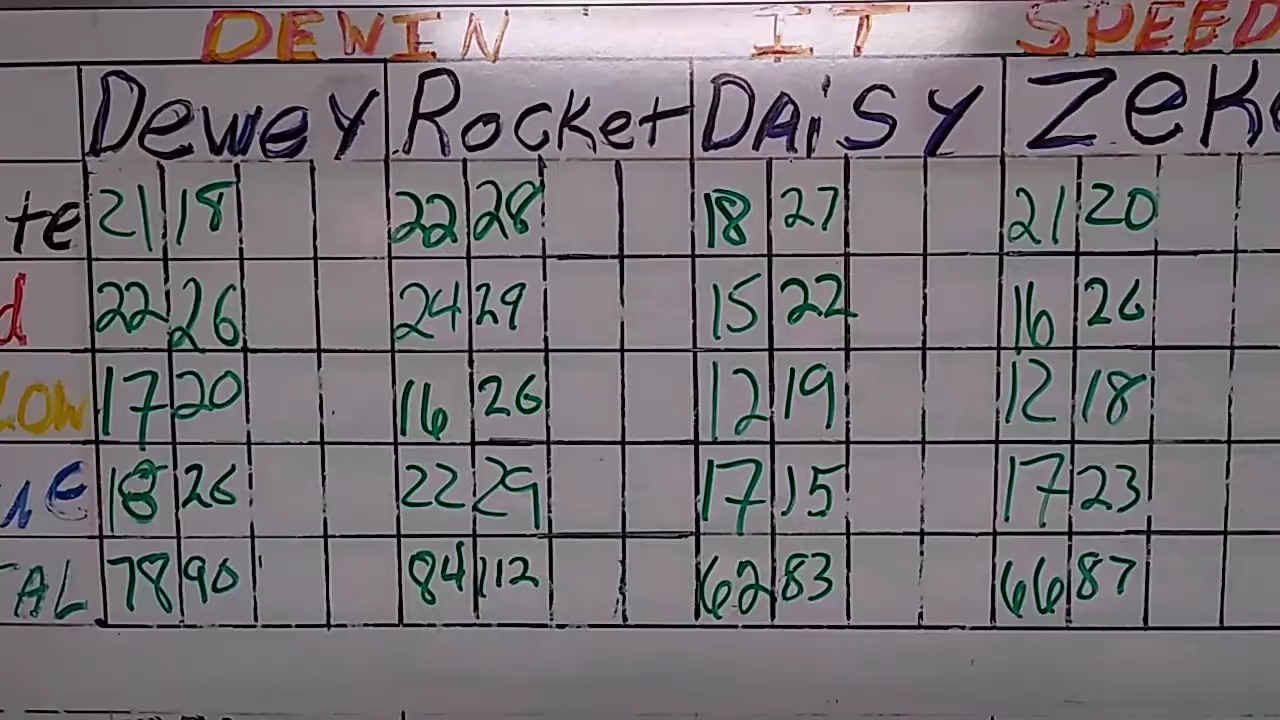 DEWIN IT SPEED
Dewey Rocket DAiSY ZEK
te 21 18 22 28 18 27 21 20
d 22 26 24 29 15 22 16 26
LOW 17 20 16 26 12 19 12 18
UE 18 26 22 29 17 15 17 23
TAL 78 90 84 112 62 83 66 87